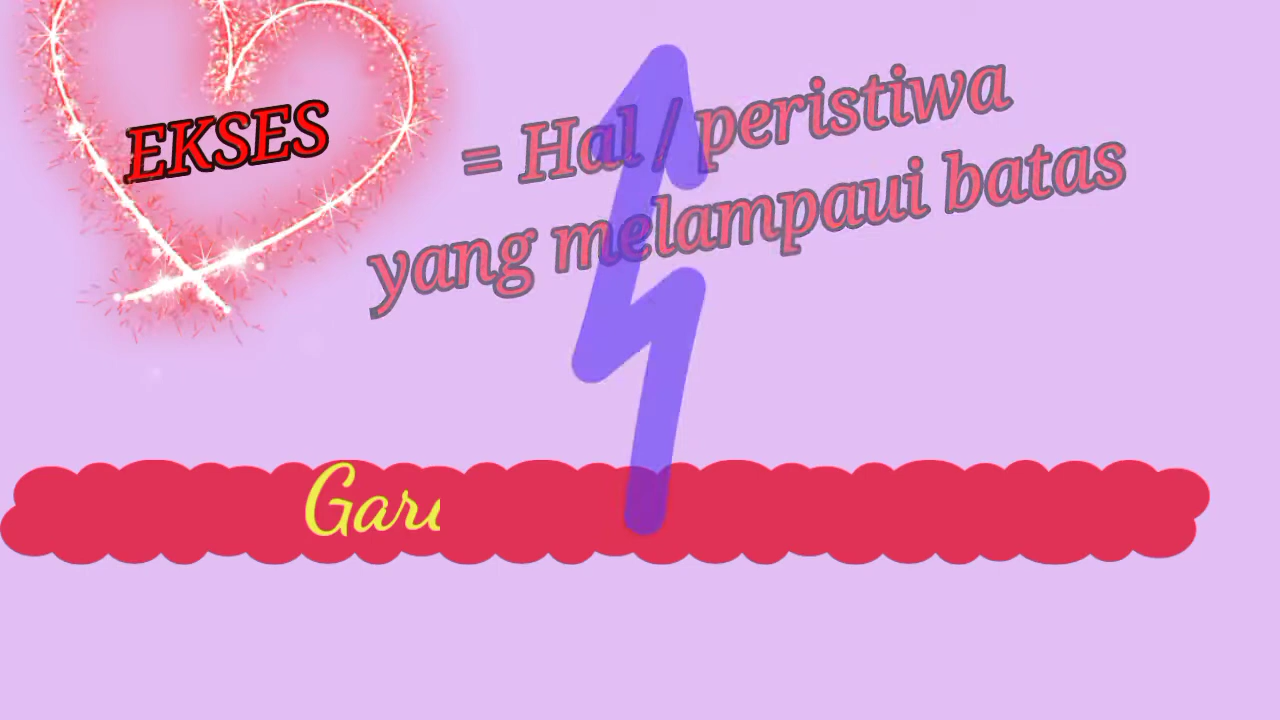 EKSES
= Hal / peristiwa
yang melampaui batas